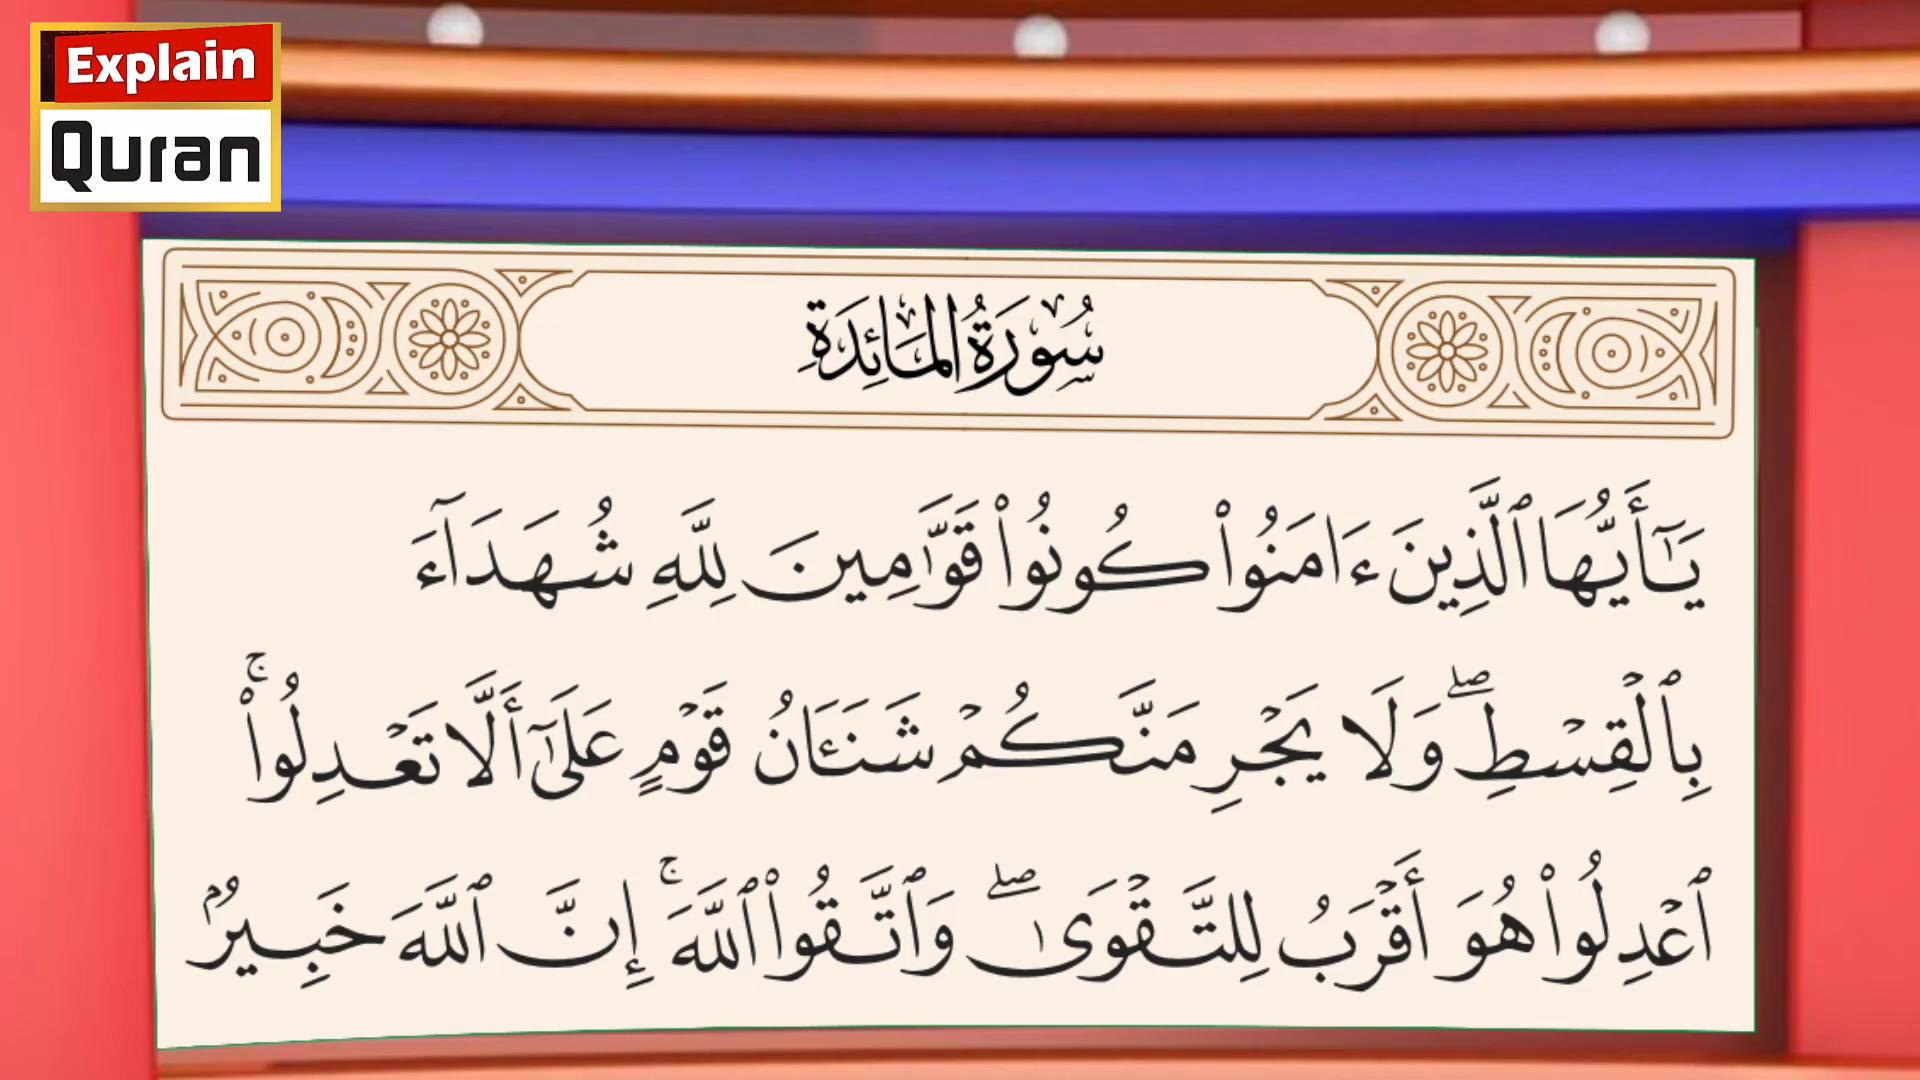 Explain
Quran
سُورَةُ المَائِدَة
يَـٰٓأَيُّهَا ٱلَّذِينَ ءَامَنُوا۟ كُونُوا۟ قَوَّٰمِينَ لِلَّهِ شُهَدَآءَ
بِٱلْقِسْطِ ۖ وَلَا يَجْرِمَنَّكُمْ شَنَـَٔانُ قَوْمٍ عَلَىٰٓ أَلَّا تَعْدِلُوا۟ ۚ
ٱعْدِلُوا۟ هُوَ أَقْرَبُ لِلتَّقْوَىٰ ۖ وَٱتَّقُوا۟ ٱللَّهَ ۚ إِنَّ ٱللَّهَ خَبِيرٌۢ